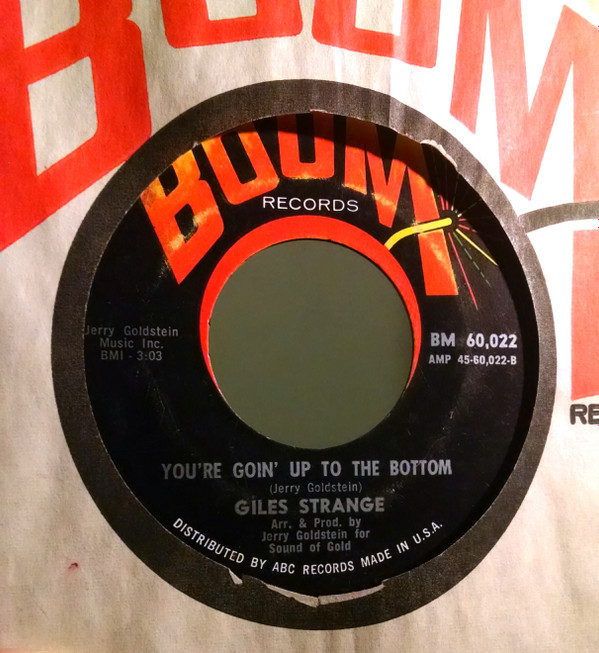 BOOM
BOOM
RECORDS
Jerry Goldstein
Music Inc.
BMI - 3:03
BM 60,022
AMP 45-60,022-B
RE
YOU'RE GOIN' UP TO THE BOTTOM
(Jerry Goldstein)
GILES STRANGE
Arr. & Prod. by
Jerry Goldstein for
Sound of Gold
DISTRIBUTED BY ABC RECORDS MADE IN U.S.A.